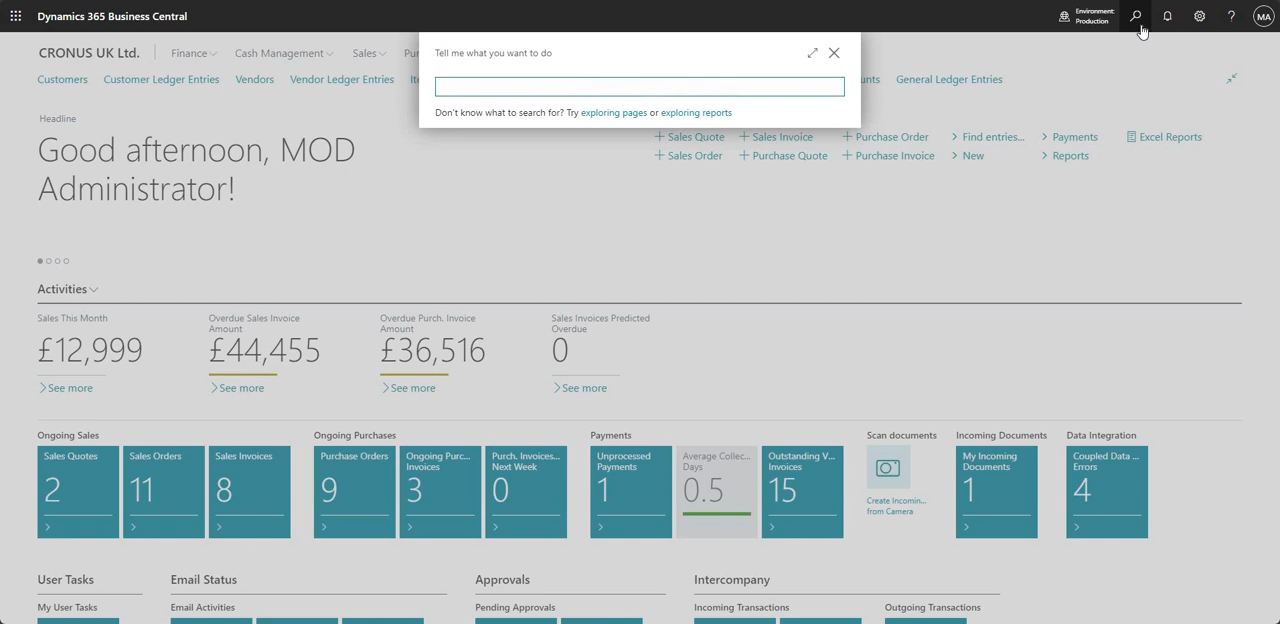 Dynamics 365 Business Central
Environment:
Production
MA
CRONUS UK Ltd.
Finance
Cash Management
Sales
Pur
Tell me what you want to do
Customers
Customer Ledger Entries
Vendors
Vendor Ledger Entries
Ite
unts
General Ledger Entries
Don't know what to search for? Try exploring pages or exploring reports
Headline
Good afternoon, MOD
Administrator!
+ Sales Quote
+ Sales Invoice
+ Purchase Order
> Find entries...
> Payments
Excel Reports
+ Sales Order
+ Purchase Quote
+ Purchase Invoice
> New
> Reports
Activities
Sales This Month
£12,999
>See more
Overdue Sales Invoice
Amount
£44,455
>See more
Overdue Purch. Invoice
Amount
£36,516
>See more
Sales Invoices Predicted
Overdue
0
>See more
Ongoing Sales
Sales Quotes
2
Sales Orders
11
Sales Invoices
8
Ongoing Purchases
Purchase Orders
9
Ongoing Purc...
Invoices
3
Purch. Invoices...
Next Week
0
Payments
Unprocessed
Payments
1
Average Collec...
Days
0.5
Outstanding V...
Invoices
15
Scan documents
Create Incomin...
from Camera
Incoming Documents
My Incoming
Documents
1
Data Integration
Coupled Data ...
Errors
4
User Tasks
My User Tasks
Email Status
Email Activities
Approvals
Pending Approvals
Intercompany
Incoming Transactions
Outgoing Transactions